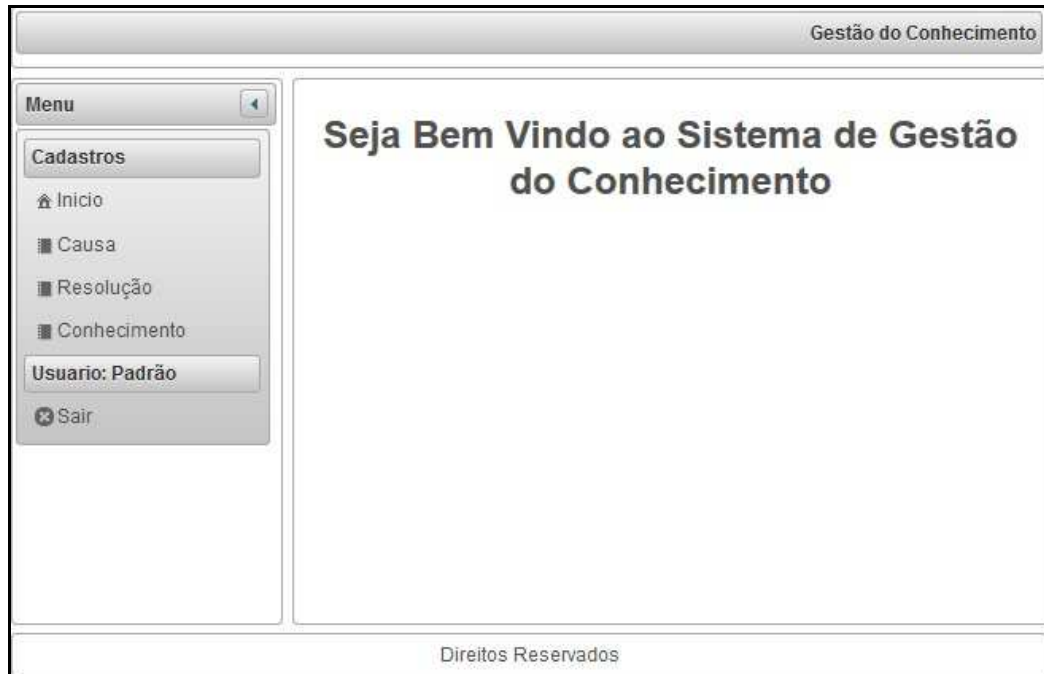 Gestão do Conhecimento
Menu
Cadastros
Inicio
Causa
Resolução
Conhecimento
Usuario: Padrão
Sair
Seja Bem Vindo ao Sistema de Gestão
do Conhecimento
Direitos Reservados